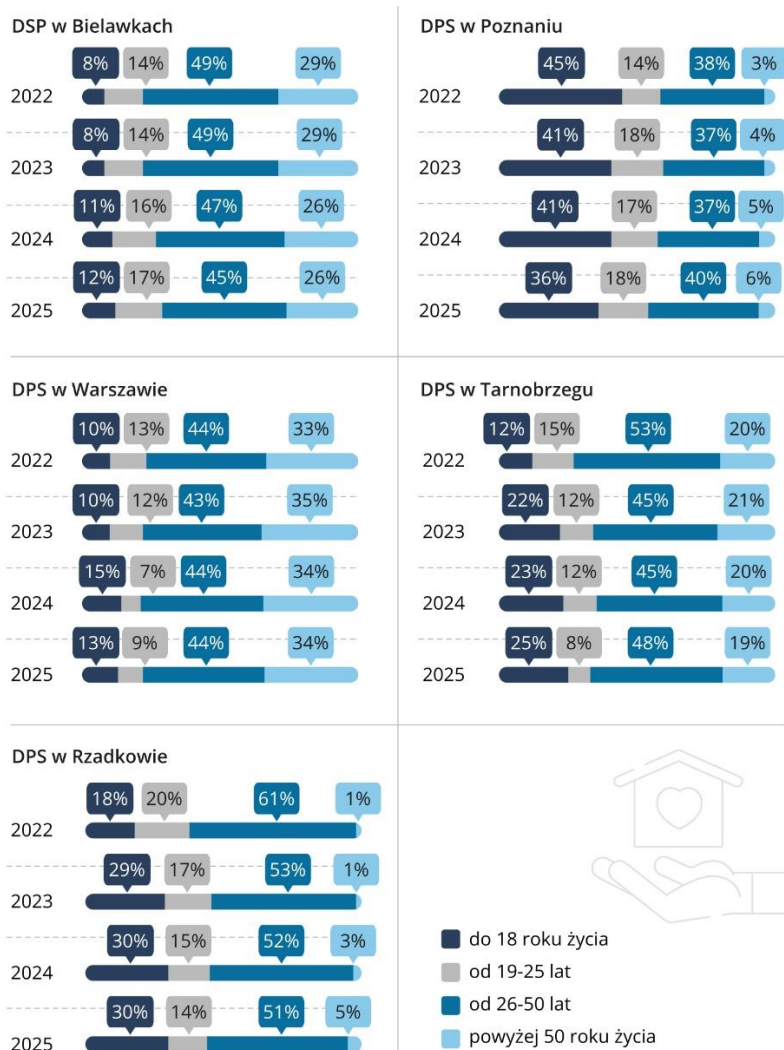 DSP w Bielawkach
8% 14% 49% 29%
2022
8% 14% 49% 29%
2023
11% 16% 47% 26%
2024
12% 17% 45% 26%
2025
DPS w Poznaniu
45% 14% 38% 3%
2022
41% 18% 37% 4%
2023
41% 17% 37% 5%
2024
36% 18% 40% 6%
2025
DPS w Warszawie
10% 13% 44% 33%
2022
10% 12% 43% 35%
2023
15% 7% 44% 34%
2024
13% 9% 44% 34%
2025
DPS w Tarnobrzegu
12% 15% 53% 20%
2022
22% 12% 45% 21%
2023
23% 12% 45% 20%
2024
25% 8% 48% 19%
2025
DPS w Rzadkowie
18% 20% 61% 1%
2022
29% 17% 53% 1%
2023
30% 15% 52% 3%
2024
30% 14% 51% 5%
2025
do 18 roku życia
od 19-25 lat
od 26-50 lat
powyżej 50 roku życia